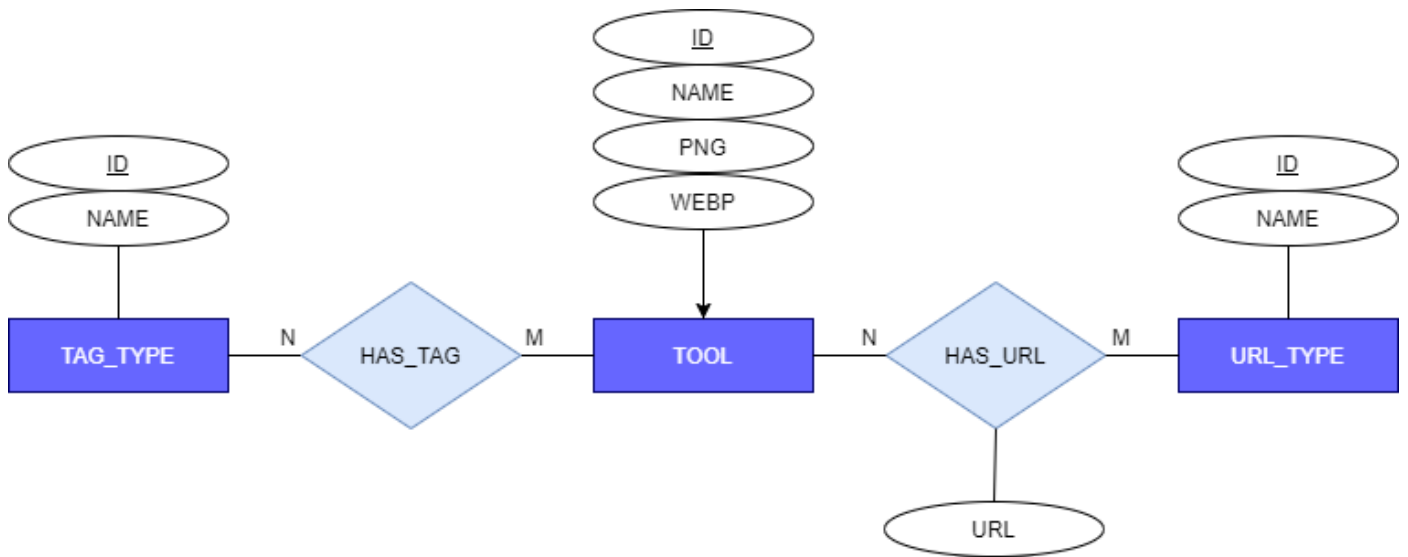 ID
NAME
PNG
WEBP
ID
NAME
ID
NAME
TAG_TYPE
N
HAS_TAG
M
TOOL
N
HAS_URL
M
URL_TYPE
URL